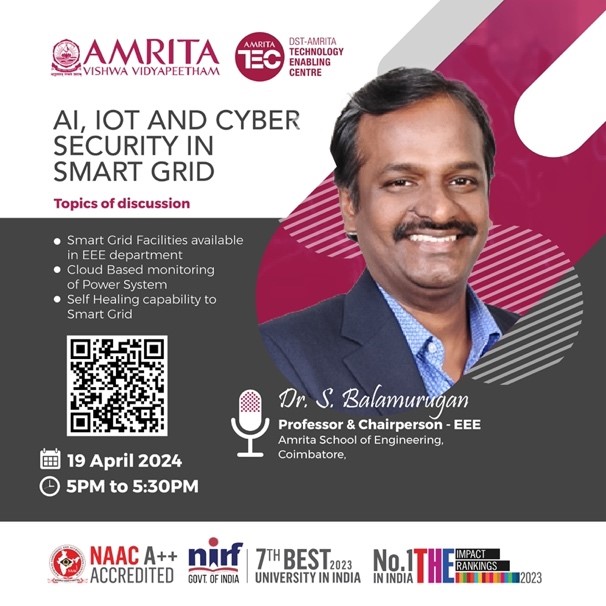 AMRITA
VISHWA VIDYAPEETHAM
AMRITA
TEC
DST-AMRITA
TECHNOLOGY
ENABLING
CENTRE
AI, IOT AND CYBER
SECURITY IN
SMART GRID
Topics of discussion
Smart Grid Facilities available
in EEE department
Cloud Based monitoring
of Power System
Self Healing capability to
Smart Grid
Dr. S. Balamurugan
Professor & Chairperson - EEE
Amrita School of Engineering,
Coimbatore,
19 April 2024
5PM to 5:30PM
NAAC A++
ACCREDITED
nirf
GOVT. OF INDIA
7TH BEST 2023
UNIVERSITY IN INDIA
No.1
IN INDIA
THE
IMPACT
RANKINGS
2023